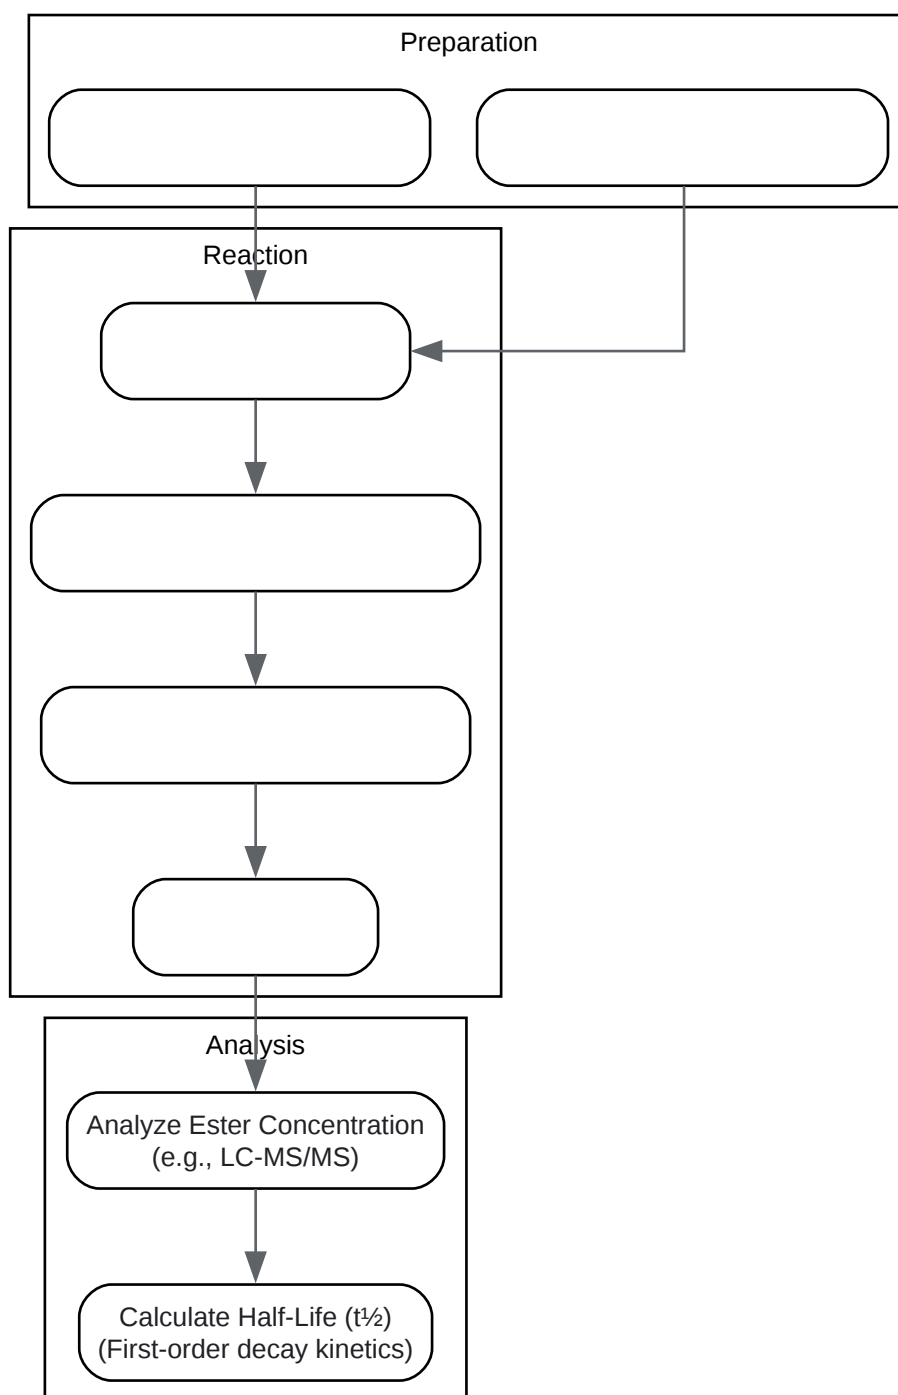 Preparation
Reaction
Analysis
Analyze Ester Concentration
(e.g., LC-MS/MS)
Calculate Half-Life (t½)
(First-order decay kinetics)